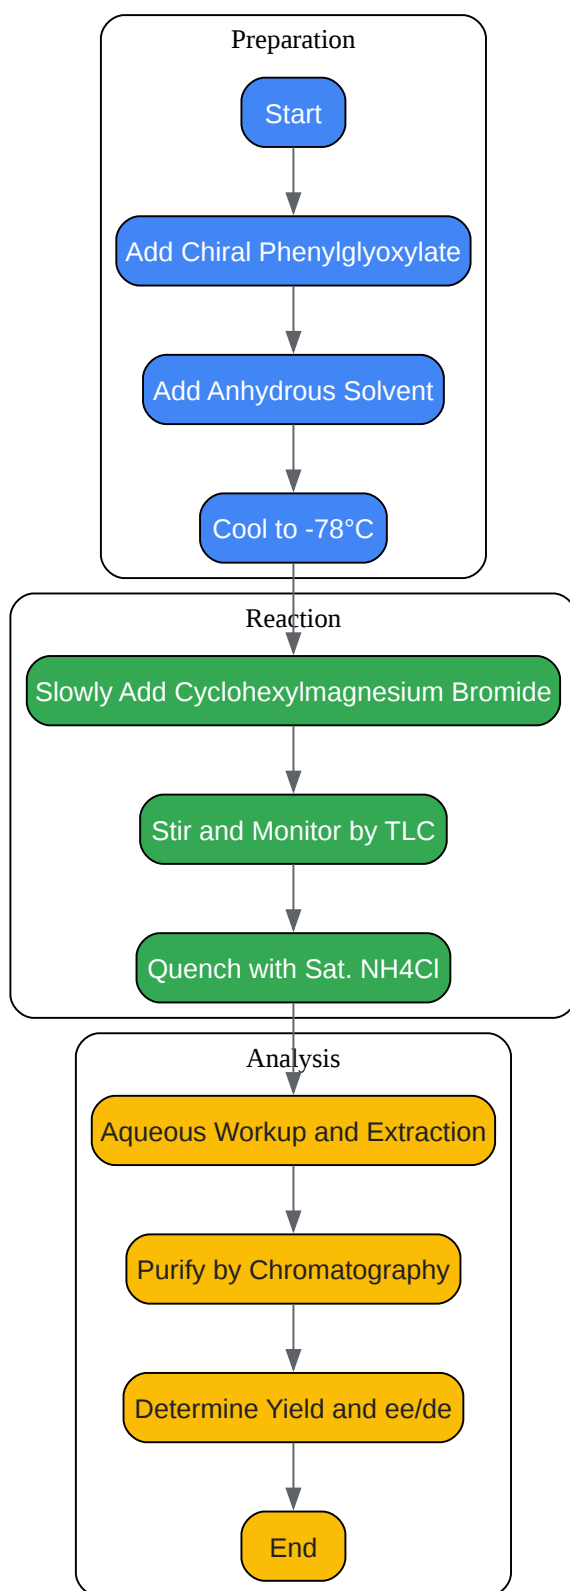 Preparation
Start
Add Chiral Phenylglyoxylate
Add Anhydrous Solvent
Cool to -78°C
Reaction
Slowly Add Cyclohexylmagnesium Bromide
Stir and Monitor by TLC
Quench with Sat. NH4Cl
Analysis
Aqueous Workup and Extraction
Purify by Chromatography
Determine Yield and ee/de
End